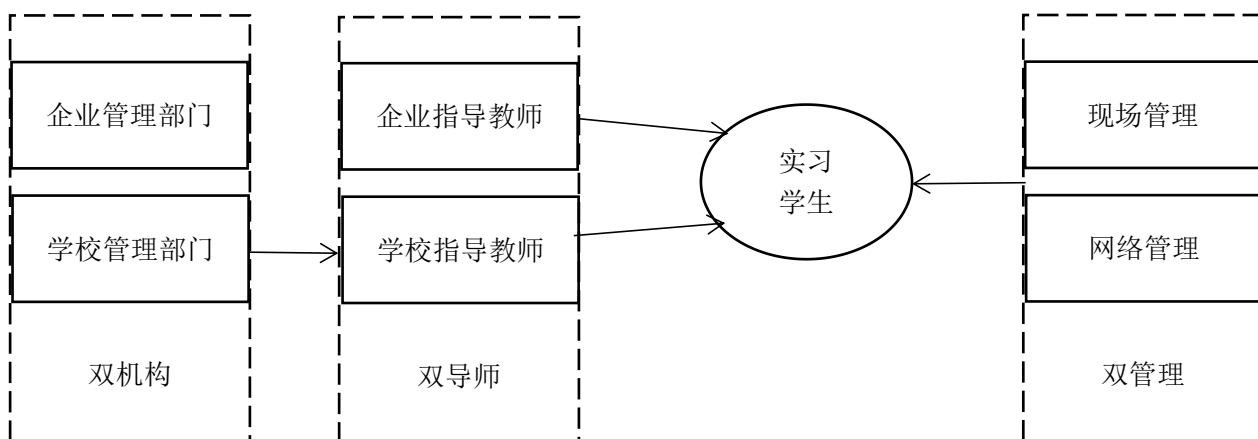 企业管理部门
学校管理部门
双机构
企业指导教师
学校指导教师
双导师
实习
学生
现场管理
网络管理
双管理